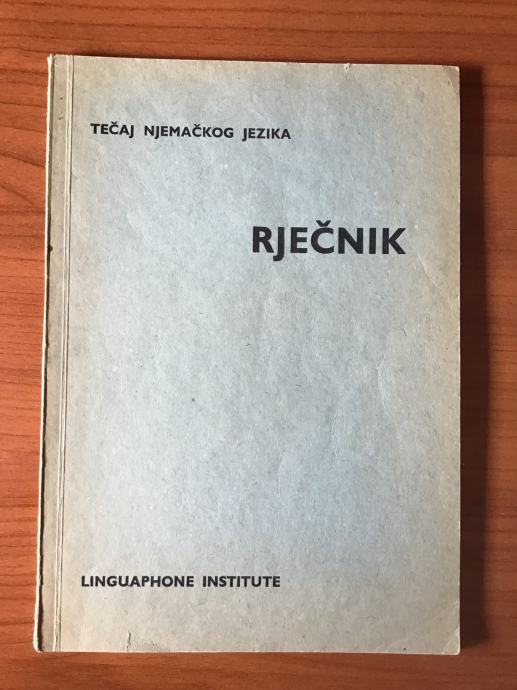 TEČAJ NJEMAČKOG JEZIKA
RJEČNIK
LINGUAPHONE INSTITUTE